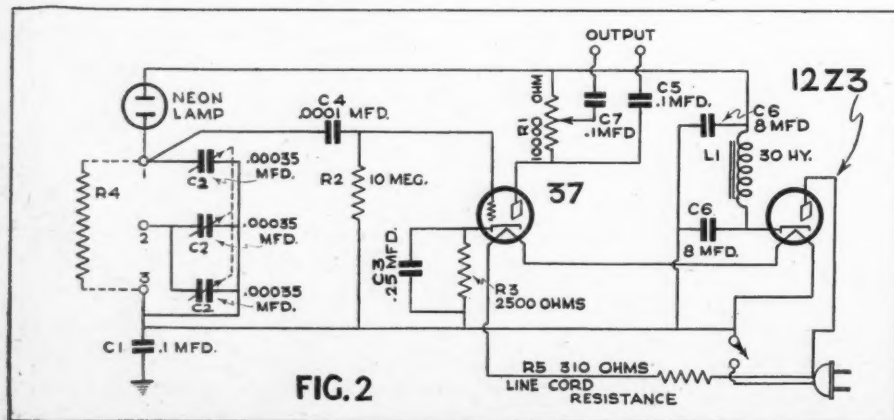 OUTPUT
NEON
LAMP
C4
.0001 MFD.
R1
10000 OHM
C7
.1MFD
C5
.1MFD.
C6
8 MFD
L1
30 HY.
12Z3
1
C2
.00035
MFD.
R4
R2
10 MEG.
37
2
C2
.00035
MFD.
C6
8 MFD.
C3
.25 MFD.
3
C2
.00035
MFD.
R3
2500 OHMS
C1
.1 MFD.
FIG.2
R5 310 OHMS
LINE CORD
RESISTANCE